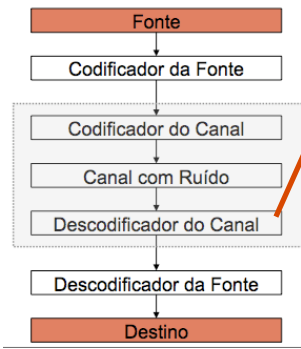 Fonte
Codificador da Fonte
Codificador do Canal
Canal com Ruído
Descodificador do Canal
Descodificador da Fonte
Destino